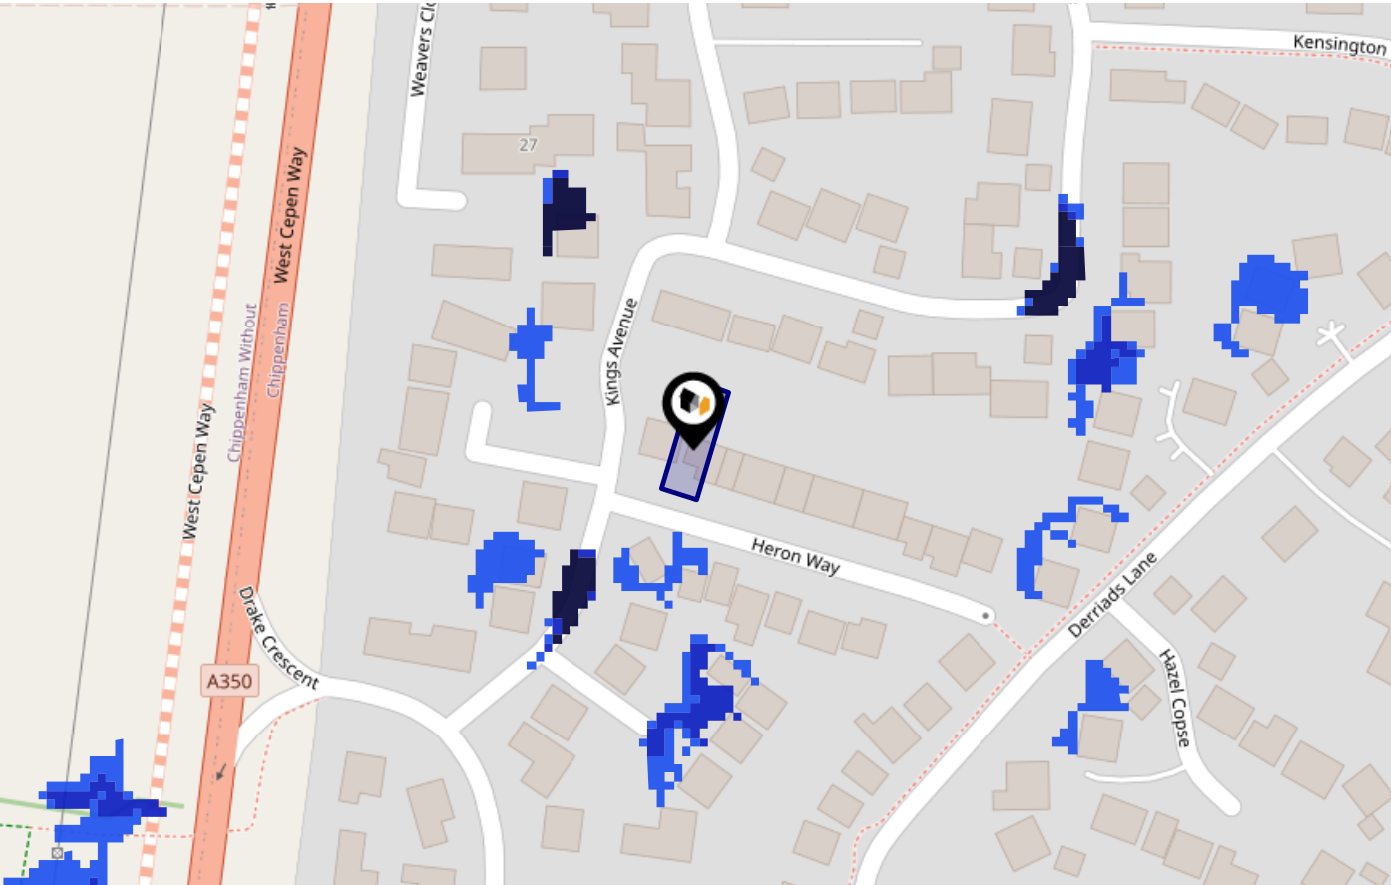 Weavers Clo
Kensington
27
West Cepen Way
Chippenham Without
Chippenham
Kings Avenue
West Cepen Way
Heron Way
Derriads Lane
Drake Crescent
A350
Hazel Copse